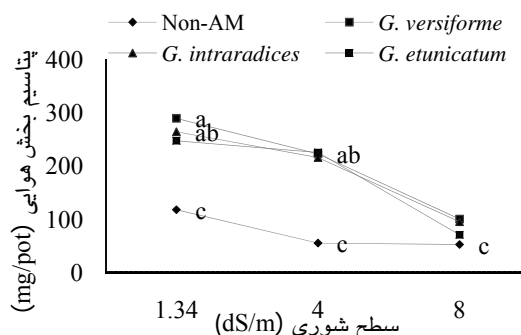 Non-AM G. versiforme
G. intraradices G. etunicatum
پتاسیم بخش هوایی (mg/pot)
400
300
200
100
0
a
ab
ab
c
c
c
1.34 4 8
سطح شوری (dS/m)